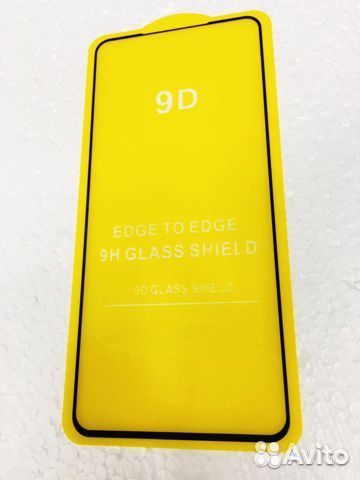 9D
EDGE TO EDGE
9H GLASS SHIELD
9D GLASS SHIELD
Avito